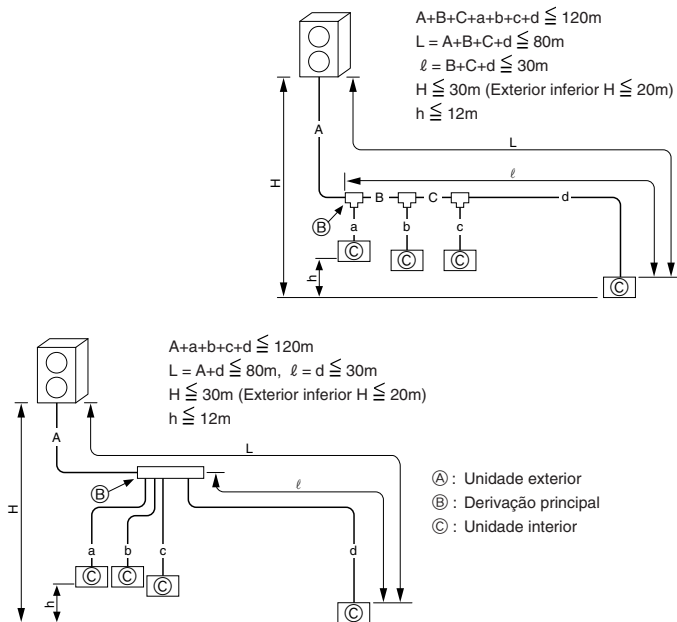 A+B+C+a+b+c+d ≦ 120m
L = A+B+C+d ≦ 80m
ℓ = B+C+d ≦ 30m
H ≦ 30m (Exterior inferior H ≦ 20m)
h ≦ 12m
A
L
H
ℓ
B C d
Ⓑ a b c
Ⓒ Ⓒ Ⓒ
h
Ⓒ
A+a+b+c+d ≦ 120m
L = A+d ≦ 80m, ℓ = d ≦ 30m
H ≦ 30m (Exterior inferior H ≦ 20m)
h ≦ 12m
A
L
H
Ⓑ ℓ
a b c d
Ⓒ Ⓒ Ⓒ
h
Ⓒ
Ⓐ : Unidade exterior
Ⓑ : Derivação principal
Ⓒ : Unidade interior